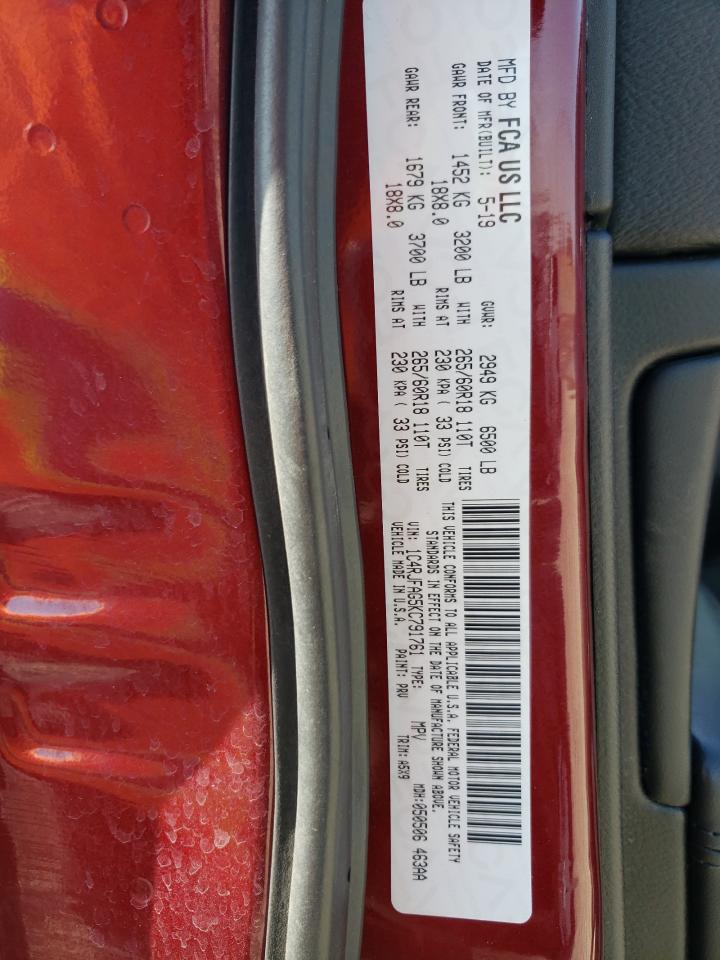 MFD BY FCA US LLC
DATE OF MFR(BUILT): 5-19 GVWR: 2949 KG 6500 LB
GAWR FRONT: 1452 KG 3200 LB WITH 265/60R18 110T TIRES
18X8.0 RIMS AT 230 KPA ( 33 PSI) COLD
GAWR REAR: 1679 KG 3700 LB WITH 265/60R18 110T TIRES
18X8.0 RIMS AT 230 KPA ( 33 PSI) COLD
THIS VEHICLE CONFORMS TO ALL APPLICABLE U.S.A. FEDERAL MOTOR VEHICLE SAFETY
STANDARDS IN EFFECT ON THE DATE OF MANUFACTURE SHOWN ABOVE.
VIN: 1C4RJFAG5KC791761 TYPE: MPV MDH:050506 463AA
VEHICLE MADE IN U.S.A. PAINT: PRV TRIM: A5X9